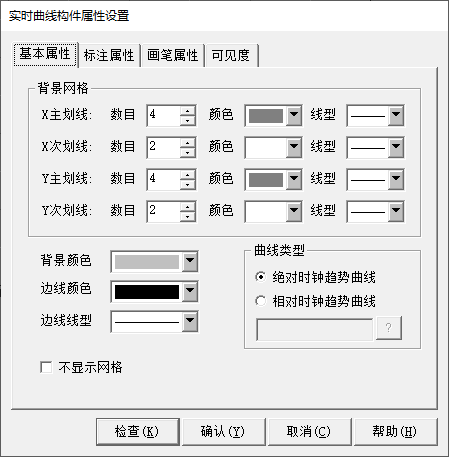 实时曲线构件属性设置
基本属性 标注属性 画笔属性 可见度
背景网格
X主划线: 数目 4 颜色 线型
X次划线: 数目 2 颜色 线型
Y主划线: 数目 4 颜色 线型
Y次划线: 数目 2 颜色 线型
背景颜色
边线颜色
边线线型
曲线类型
绝对时钟趋势曲线
相对时钟趋势曲线
?
不显示网格
检查(K) 确认(Y) 取消(C) 帮助(H)